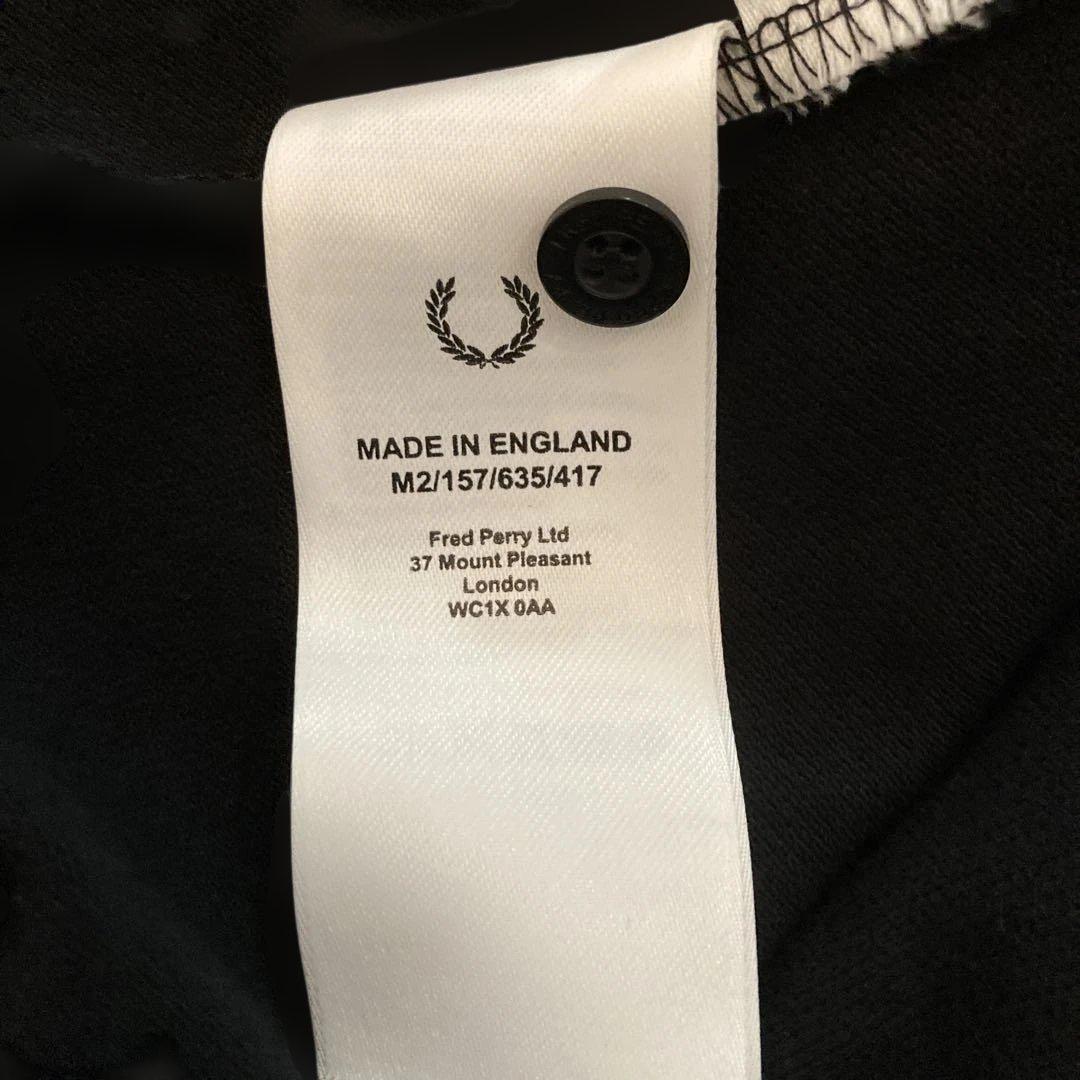 MADE IN ENGLAND
M2/157/635/417
Fred Perry Ltd
37 Mount Pleasant
London
WC1X 0AA